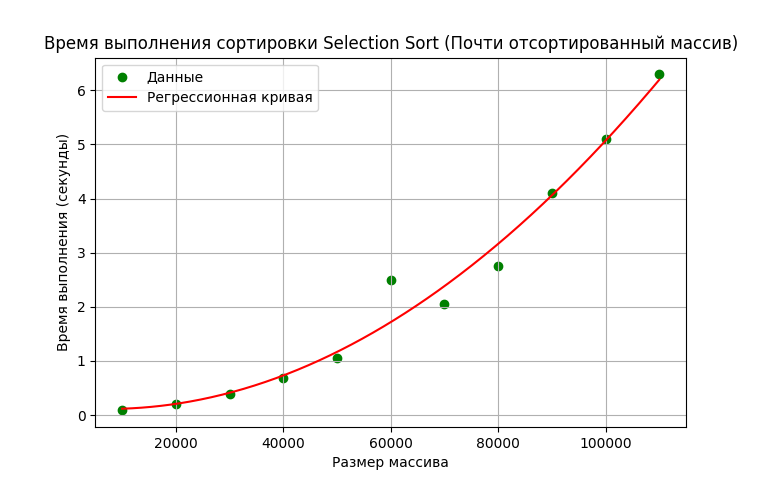 Время выполнения сортировки Selection Sort (Почти отсортированный массив)
Данные
Регрессионная кривая
Время выполнения (секунды)
6
5
4
3
2
1
0
20000 40000 60000 80000 100000
Размер массива